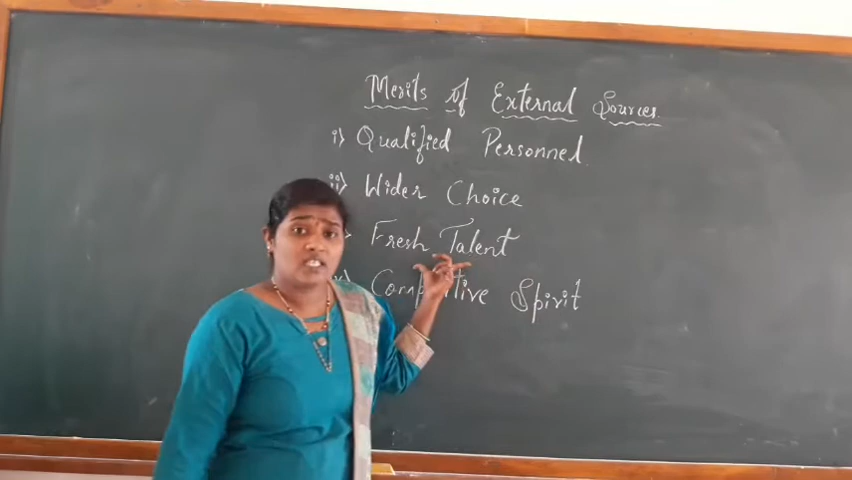 Merits of External Sources.
i) Qualified Personnel.
ii) Wider Choice
Fresh Talent
Spirit